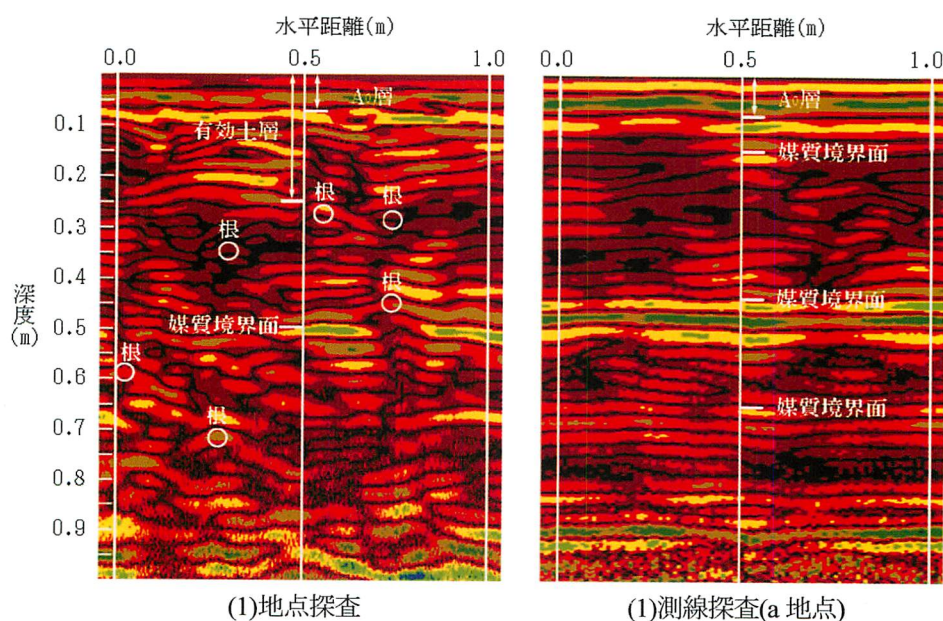 水平距離(m)
0.0 0.5 1.0
深度(m)
0.1
0.2
0.3
0.4
0.5
0.6
0.7
0.8
0.9
A₀層
有効土層
根
根
根
根
媒質境界面
根
根
(1)地点探査
水平距離(m)
0.0 0.5 1.0
A₀層
媒質境界面
媒質境界面
媒質境界面
(1)測線探査(a 地点)